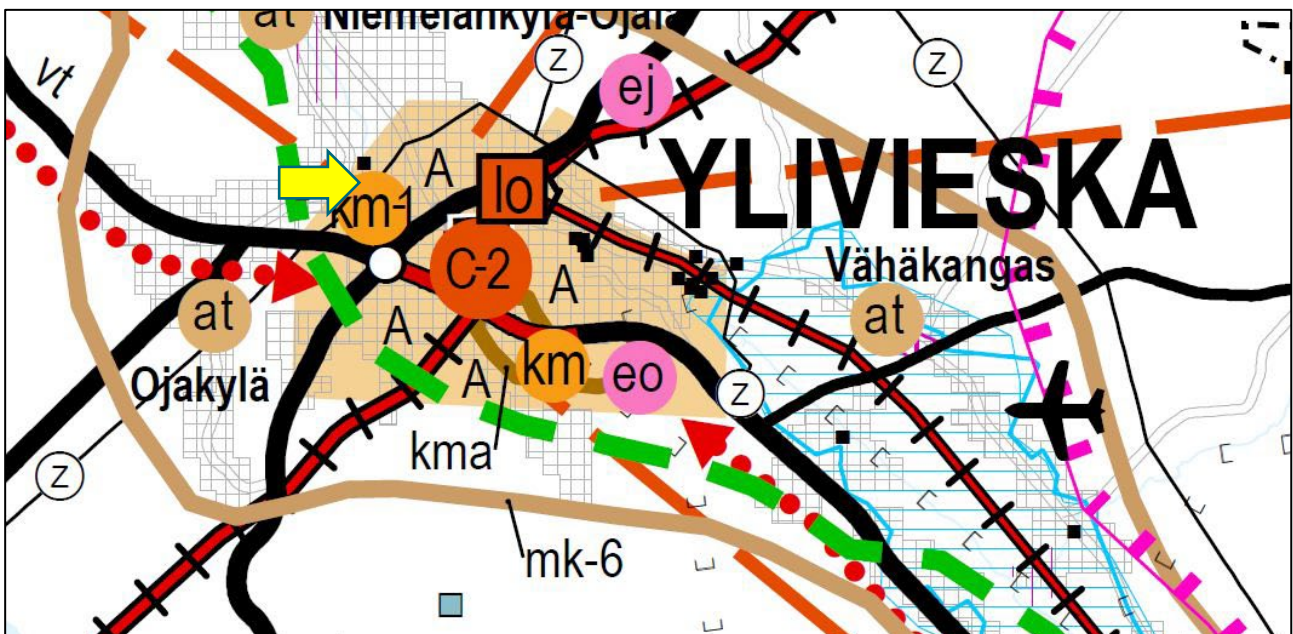 at
Niemelänkylä-Ojala
vt
z
z
ej
YLIVIESKA
A
lo
km-1
C-2
A
Vähäkangas
at
at
A
Ojakylä
A
km
eo
z
kma
z
mk-6